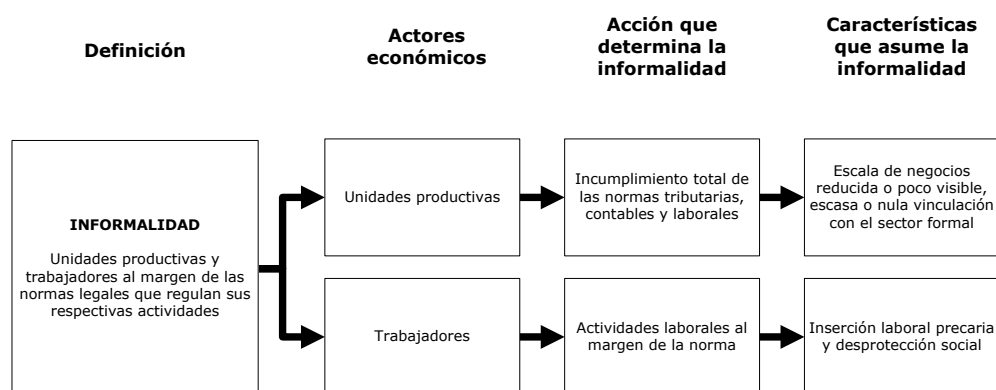 Definición
Actores
económicos
Acción que
determina la
informalidad
Características
que asume la
informalidad
INFORMALIDAD
Unidades productivas y
trabajadores al margen de las
normas legales que regulan sus
respectivas actividades
Unidades productivas
Incumplimiento total de
las normas tributarias,
contables y laborales
Escala de negocios
reducida o poco visible,
escasa o nula vinculación
con el sector formal
Trabajadores
Actividades laborales al
margen de la norma
Inserción laboral precaria
y desprotección social